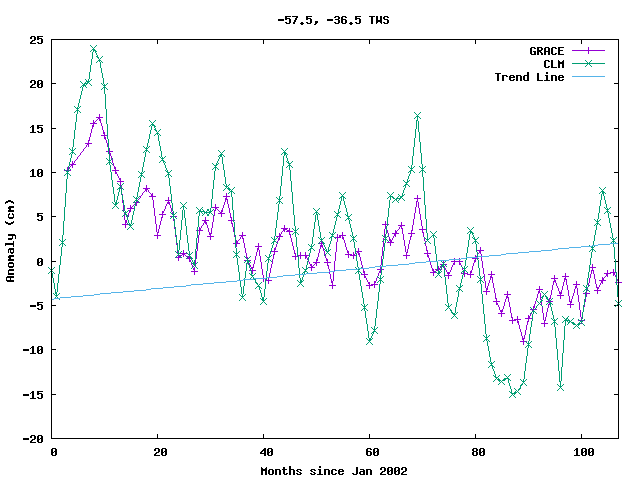 -57.5, -36.5 TWS
GRACE
CLM
Trend Line
25
20
15
10
5
0
-5
-10
-15
-20
Anomaly (cm)
0 20 40 60 80 100
Months since Jan 2002